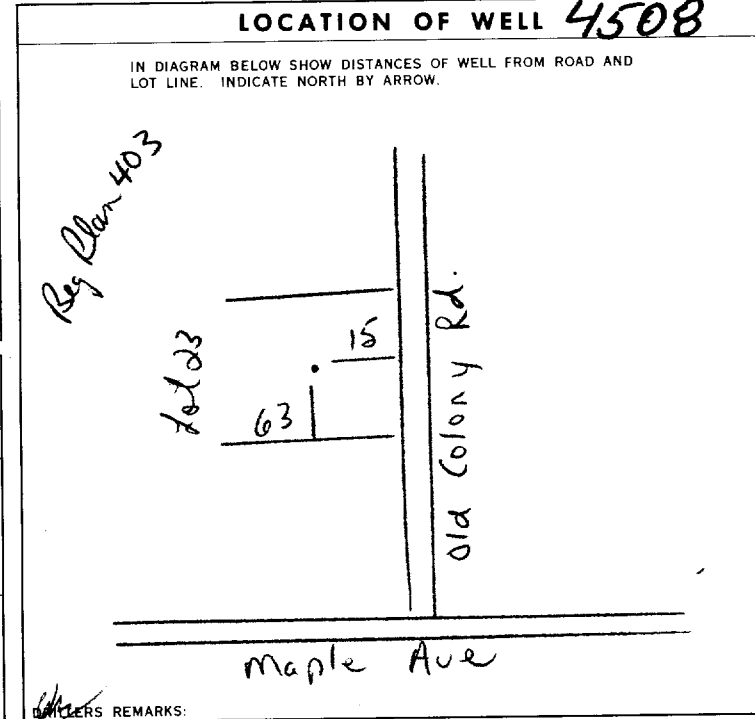 LOCATION OF WELL 4508
IN DIAGRAM BELOW SHOW DISTANCES OF WELL FROM ROAD AND
LOT LINE. INDICATE NORTH BY ARROW.
Reg Plan 403
Lot 23
15
63
Old Colony Rd.
Maple Ave
DRILLERS REMARKS: